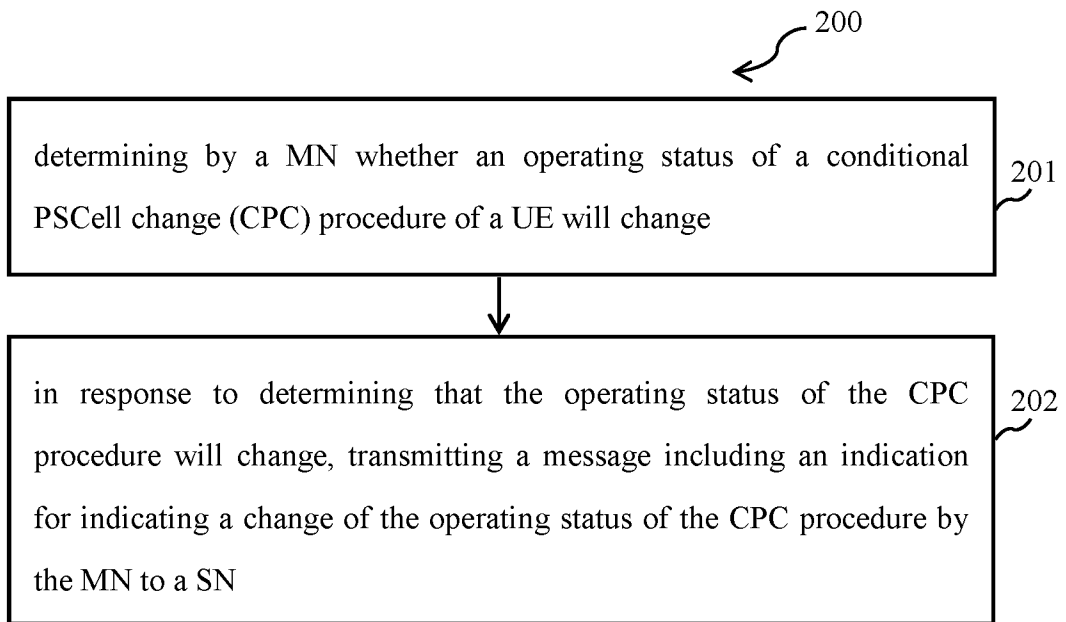 200
determining by a MN whether an operating status of a conditional
PSCell change (CPC) procedure of a UE will change
201
in response to determining that the operating status of the CPC
procedure will change, transmitting a message including an indication
for indicating a change of the operating status of the CPC procedure by
the MN to a SN
202